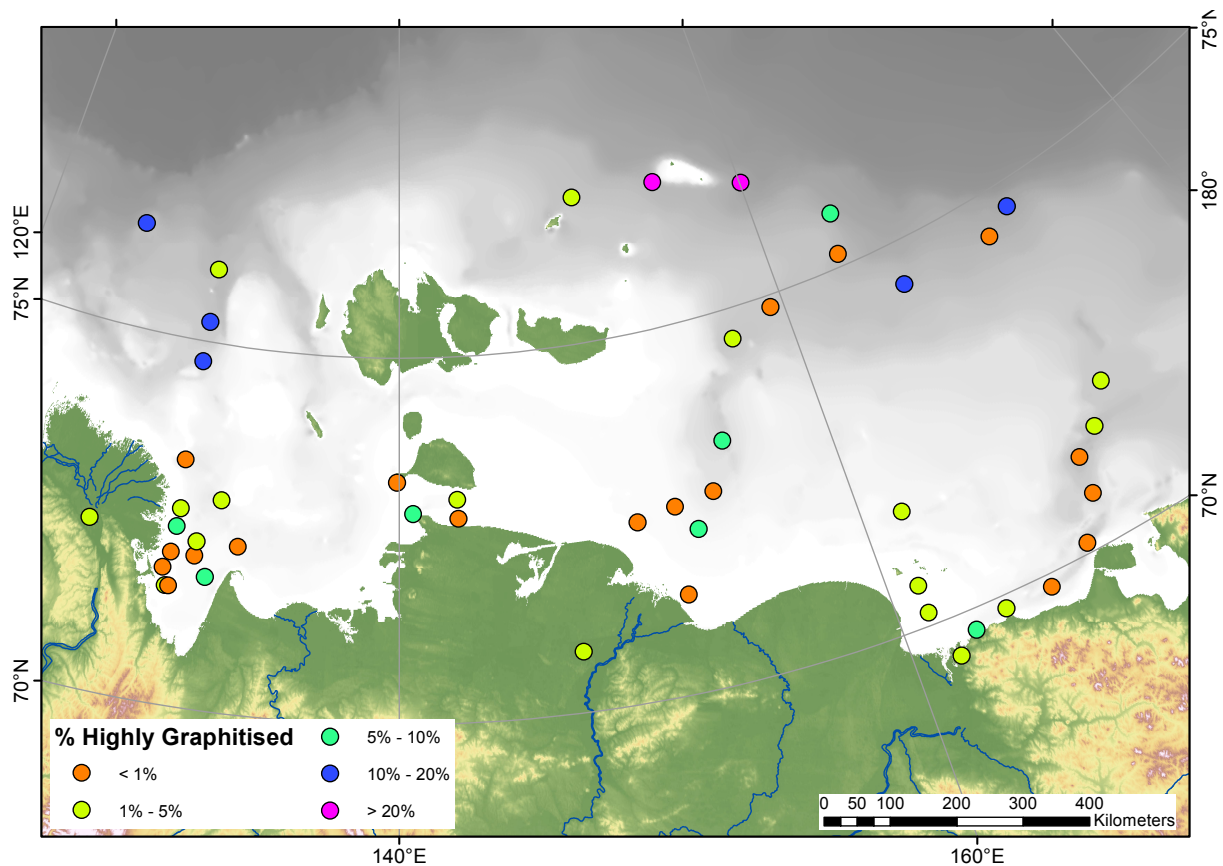 75°N
120°E
180°
75°N
70°N
70°N
% Highly Graphitised
< 1%
1% - 5%
5% - 10%
10% - 20%
> 20%
0 50 100 200 300 400
Kilometers
140°E
160°E